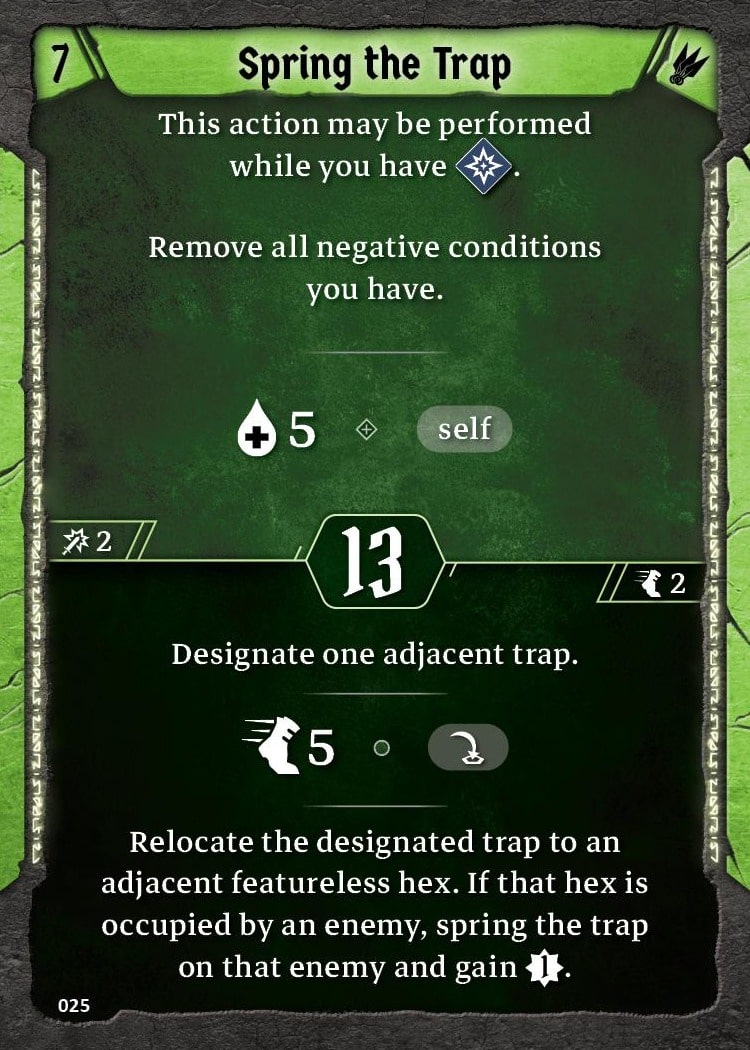 7
Spring the Trap
This action may be performed
while you have .
Remove all negative conditions
you have.
5 self
2
13
2
Designate one adjacent trap.
5
Relocate the designated trap to an
adjacent featureless hex. If that hex is
occupied by an enemy, spring the trap
on that enemy and gain 1.
025